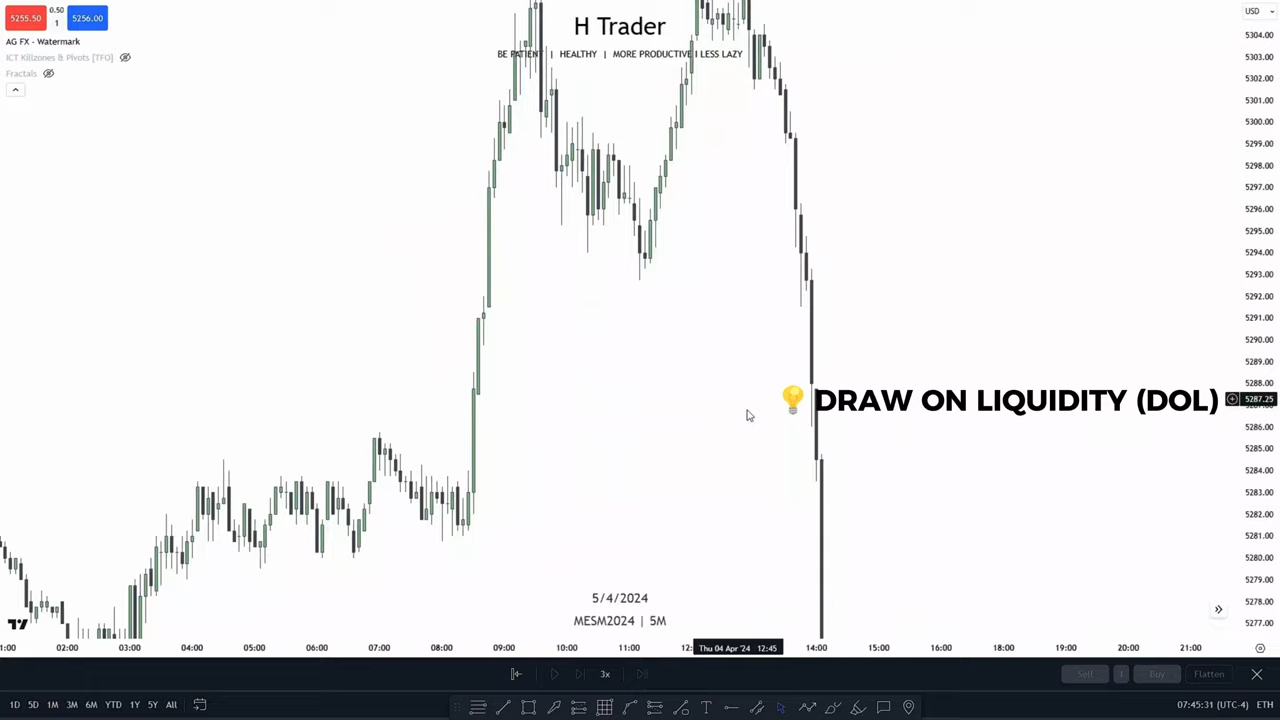 5255.50
0.50
1
5256.00
AG FX - Watermark
ICT Killzones & Pivots [TFO]
Fractals
H Trader
BE PATIENT | HEALTHY | MORE PRODUCTIVE I LESS LAZY
USD
5304.00
5303.00
5302.00
5301.00
5300.00
5299.00
5298.00
5297.00
5296.00
5295.00
5294.00
5293.00
5292.00
5291.00
5290.00
5289.00
5288.00
5287.25
5286.00
5285.00
5284.00
5283.00
5282.00
5281.00
5280.00
5279.00
5278.00
5277.00
DRAW ON LIQUIDITY (DOL)
5/4/2024
MESM2024 | 5M
1:00 02:00 03:00 04:00 05:00 06:00 07:00 08:00 09:00 10:00 11:00 12: Thu 04 Apr '24 12:45 14:00 15:00 16:00 17:00 18:00 19:00 20:00 21:00
3x
Sell 1 Buy Flatten
1D 5D 1M 3M 6M YTD 1Y 5Y All
07:45:31 (UTC-4) ETH